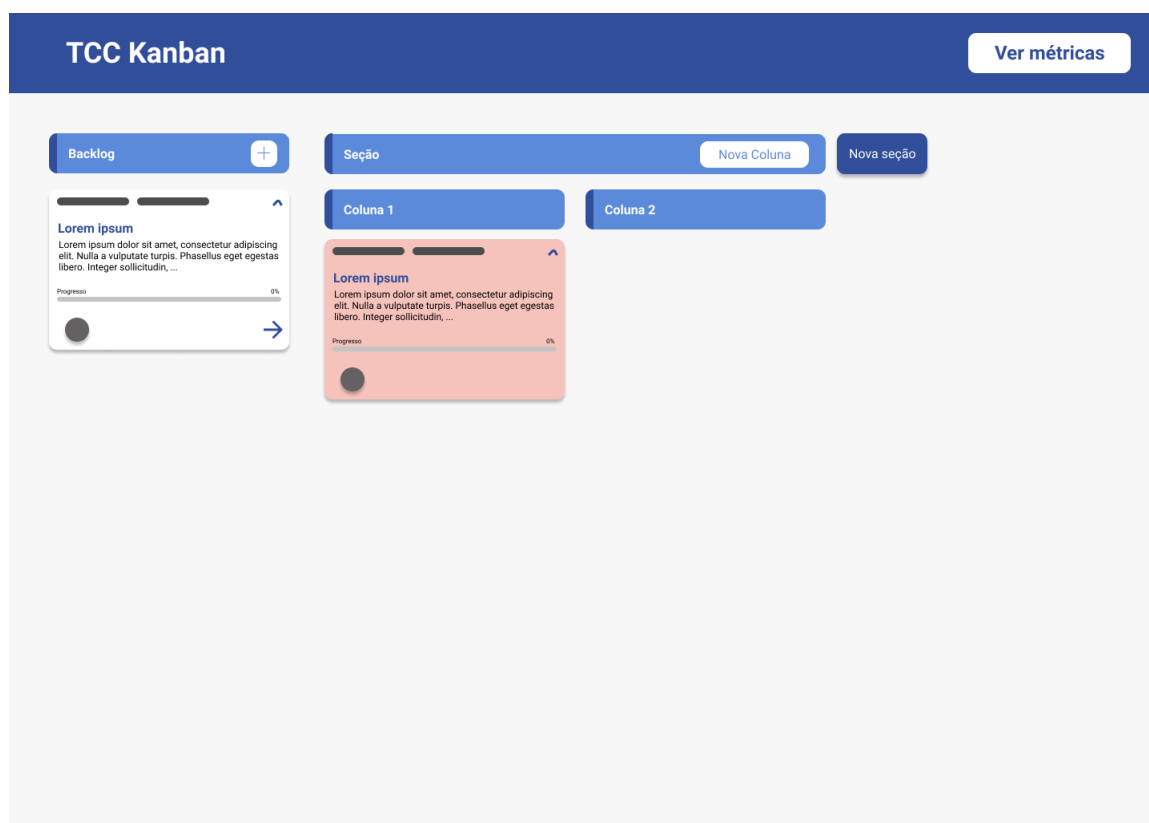 TCC Kanban
Ver métricas
Backlog
+
Seção
Nova Coluna
Nova seção
Lorem ipsum
Lorem ipsum dolor sit amet, consectetur adipiscing
elit. Nulla a vulputate turpis. Phasellus eget egestas
libero. Integer sollicitudin, ...
Progresso 0%
Coluna 1
Coluna 2
Lorem ipsum
Lorem ipsum dolor sit amet, consectetur adipiscing
elit. Nulla a vulputate turpis. Phasellus eget egestas
libero. Integer sollicitudin, ...
Progresso 0%